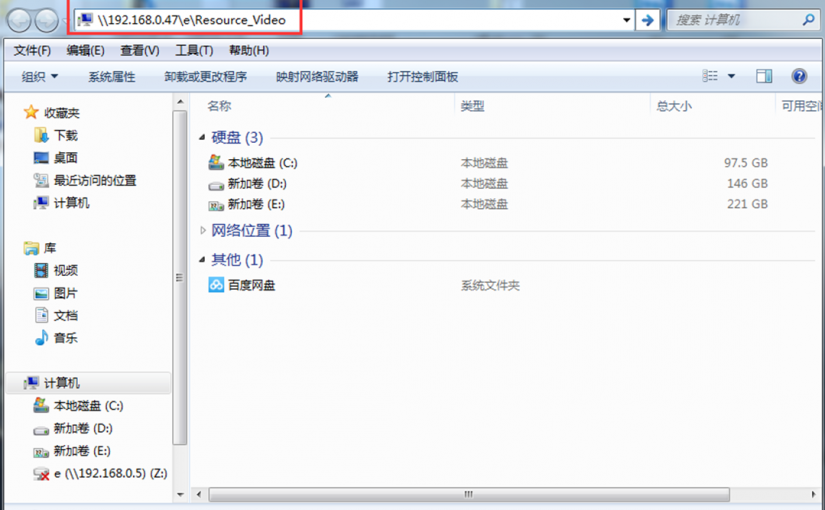 \\192.168.0.47\e\Resource_Video
搜索 计算机
文件(F) 编辑(E) 查看(V) 工具(T) 帮助(H)
组织 系统属性 卸载或更改程序 映射网络驱动器 打开控制面板
收藏夹
下载
桌面
最近访问的位置
计算机
库
视频
图片
文档
音乐
计算机
本地磁盘 (C:)
新加卷 (D:)
新加卷 (E:)
e (\\192.168.0.5) (Z:)
名称 类型 总大小 可用空间
硬盘 (3)
本地磁盘 (C:) 本地磁盘 97.5 GB
新加卷 (D:) 本地磁盘 146 GB
新加卷 (E:) 本地磁盘 221 GB
网络位置 (1)
其他 (1)
百度网盘 系统文件夹